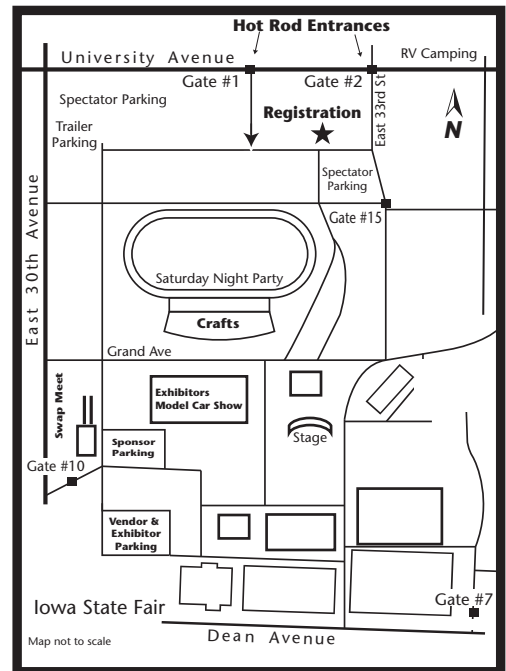 Hot Rod Entrances
University Avenue
RV Camping
Gate #1
Gate #2
East 33rd St
Spectator Parking
Registration
N
Trailer
Parking
Spectator
Parking
Gate #15
East 30th Avenue
Saturday Night Party
Crafts
Grand Ave
Swap Meet
Exhibitors
Model Car Show
Stage
Sponsor
Parking
Gate #10
Vendor &
Exhibitor
Parking
Gate #7
Iowa State Fair
Dean Avenue
Map not to scale